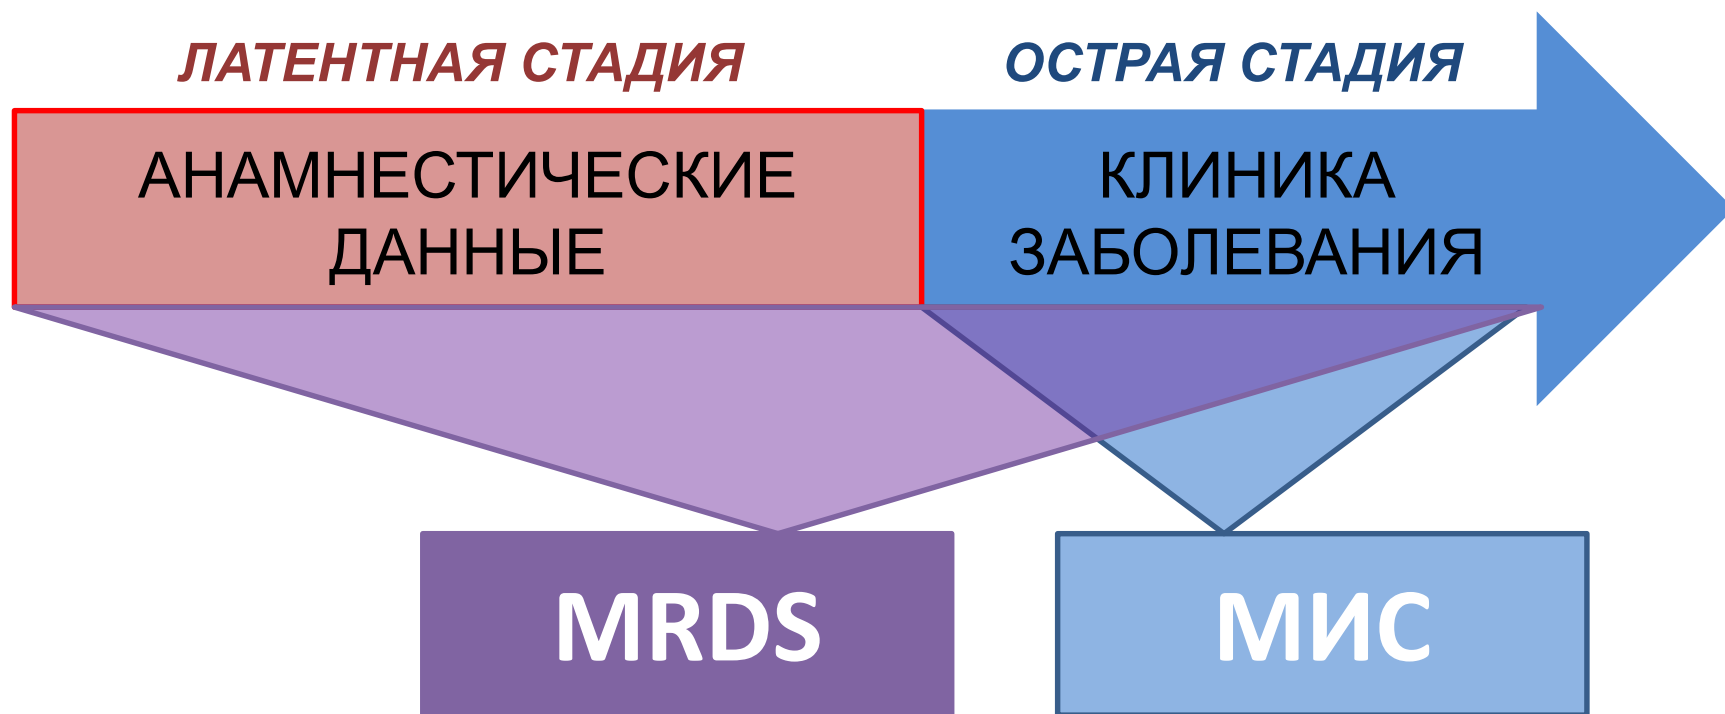 ЛАТЕНТНАЯ СТАДИЯ
ОСТРАЯ СТАДИЯ
АНАМНЕСТИЧЕСКИЕ
ДАННЫЕ
КЛИНИКА
ЗАБОЛЕВАНИЯ
MRDS
МИС